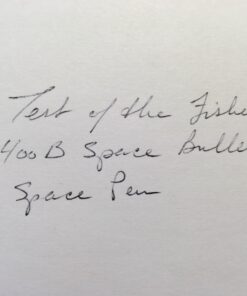 Test of the Fishe
400B Space Bulle
Space Pen